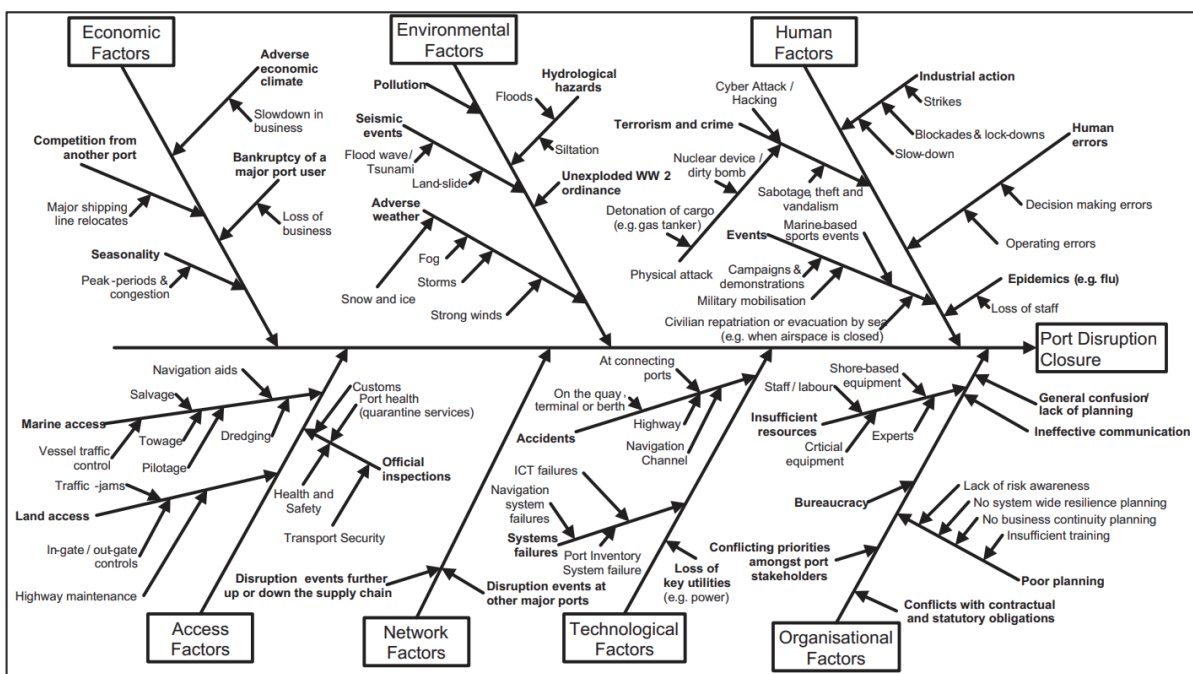 Economic
Factors
Adverse
economic
climate
Slowdown in
business
Competition from
another port
Major shipping
line relocates
Bankruptcy of a
major port user
Loss of
business
Seasonality
Peak-periods &
congestion
Environmental
Factors
Pollution
Hydrological
hazards
Floods
Siltation
Seismic
events
Flood wave/
Tsunami
Land-slide
Unexploded WW 2
ordinance
Adverse
weather
Fog
Storms
Snow and ice
Strong winds
Human
Factors
Industrial action
Strikes
Blockades & lock-downs
Slow-down
Cyber Attack /
Hacking
Terrorism and crime
Nuclear device /
dirty bomb
Sabotage, theft and
vandalism
Detonation of cargo
(e.g. gas tanker)
Physical attack
Human
errors
Decision making errors
Operating errors
Marine-based
sports events
Events
Campaigns &
demonstrations
Military mobilisation
Civilian repatriation or evacuation by sea
(e.g. when airspace is closed)
Epidemics (e.g. flu)
Loss of staff
Port Disruption
Closure
Navigation aids
Salvage
Marine access
Vessel traffic
control
Towage
Pilotage
Dredging
Customs
Port health
(quarantine services)
Official
inspections
Health and
Safety
Transport Security
Traffic -jams
Land access
In-gate / out-gate
controls
Highway maintenance
Access
Factors
Disruption events further
up or down the supply chain
Disruption events at
other major ports
Network
Factors
At connecting
ports
On the quay,
terminal or berth
Accidents
Highway
Navigation
Channel
ICT failures
Navigation
system
failures
Systems
failures
Port Inventory
System failure
Loss of
key utilities
(e.g. power)
Technological
Factors
Shore-based
equipment
Staff / labour
Insufficient
resources
Crticial
equipment
Experts
General confusion/
lack of planning
Ineffective communication
Bureaucracy
Lack of risk awareness
No system wide resilience planning
No business continuity planning
Insufficient training
Poor planning
Conflicting priorities
amongst port
stakeholders
Conflicts with contractual
and statutory obligations
Organisational
Factors